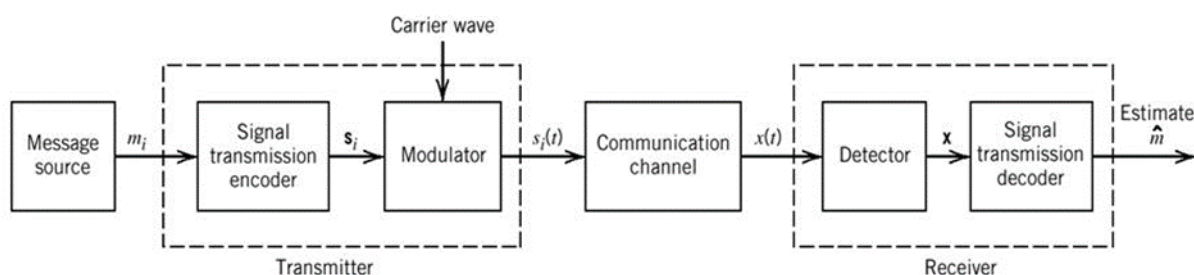 Carrier wave
Message
source
m_i
Signal
transmission
encoder
s_i
Modulator
s_i(t)
Communication
channel
x(t)
Detector
x
Signal
transmission
decoder
Estimate
m̂
Transmitter
Receiver